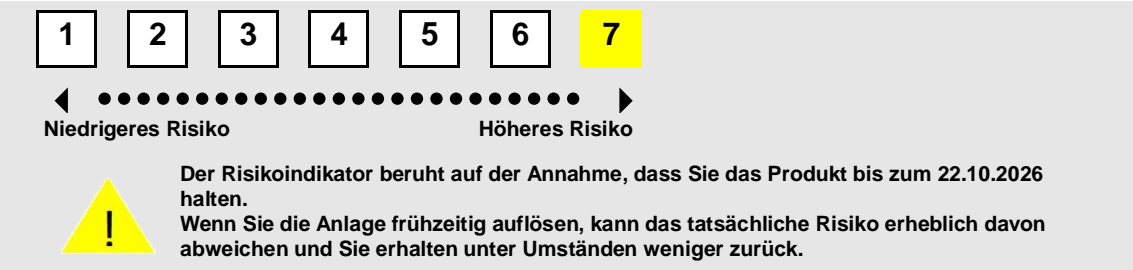 1 2 3 4 5 6 7
Niedrigeres Risiko Höheres Risiko
Der Risikoindikator beruht auf der Annahme, dass Sie das Produkt bis zum 22.10.2026
halten.
Wenn Sie die Anlage frühzeitig auflösen, kann das tatsächliche Risiko erheblich davon
abweichen und Sie erhalten unter Umständen weniger zurück.
!